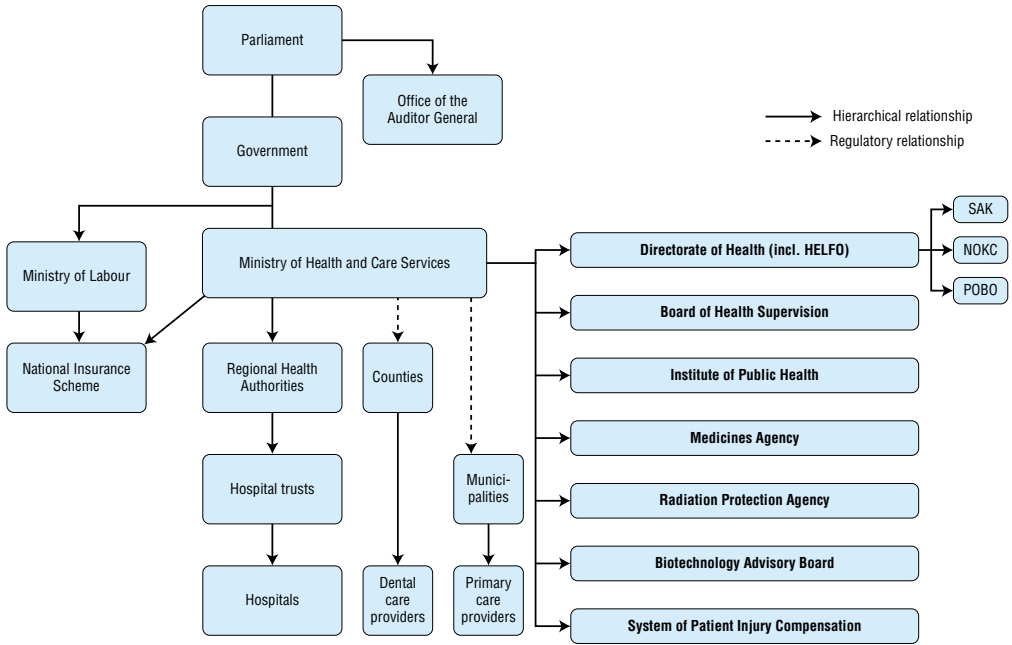 Parliament
Office of the
Auditor General
Hierarchical relationship
Regulatory relationship
Government
SAK
Ministry of Labour
Ministry of Health and Care Services
Directorate of Health (incl. HELFO)
NOKC
POBO
Board of Health Supervision
National Insurance
Scheme
Regional Health
Authorities
Counties
Institute of Public Health
Medicines Agency
Hospital trusts
Munici-
palities
Radiation Protection Agency
Biotechnology Advisory Board
Hospitals
Dental
care
providers
Primary
care
providers
System of Patient Injury Compensation